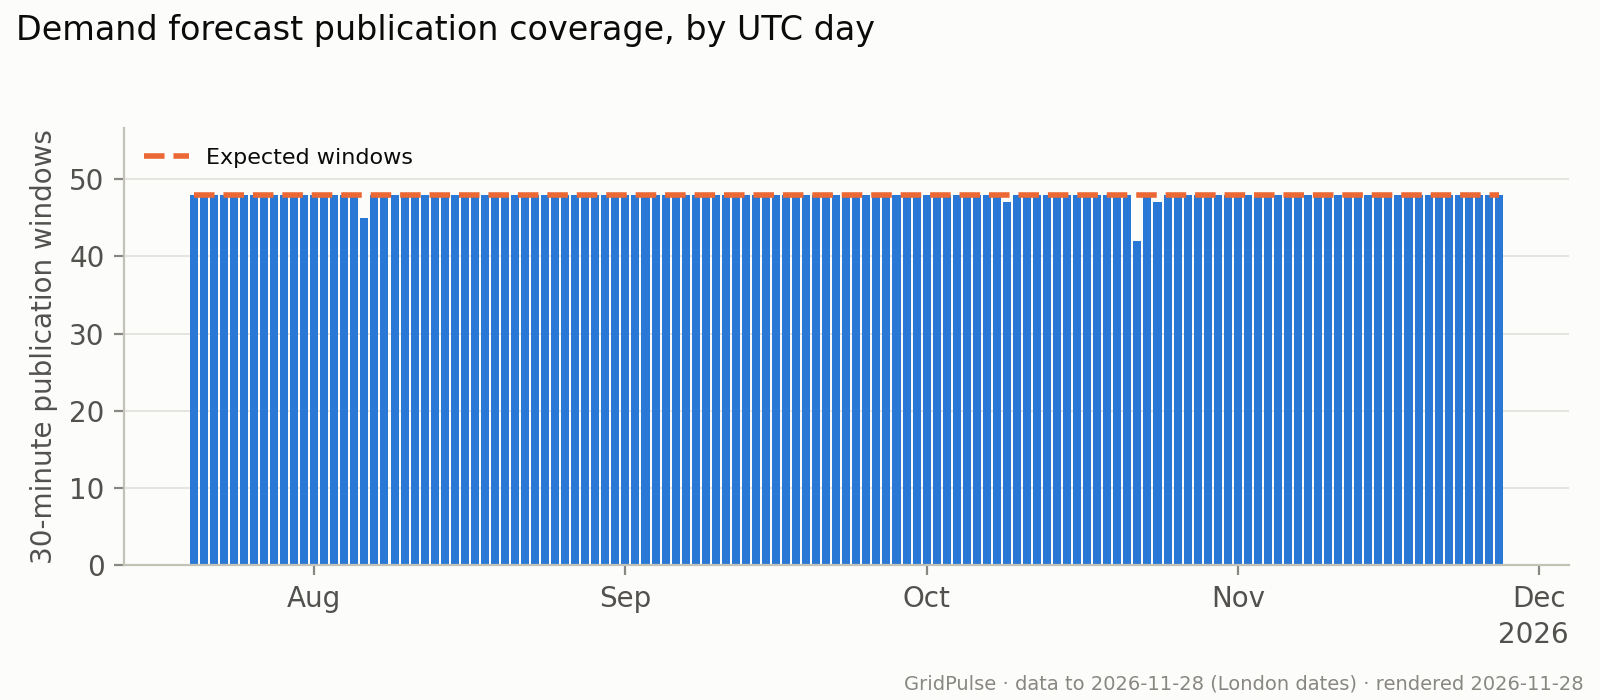 Demand forecast publication coverage, by UTC day
30-minute publication windows
Expected windows
50
40
30
20
10
0
Aug Sep Oct Nov Dec
2026
GridPulse · data to 2026-11-28 (London dates) · rendered 2026-11-28